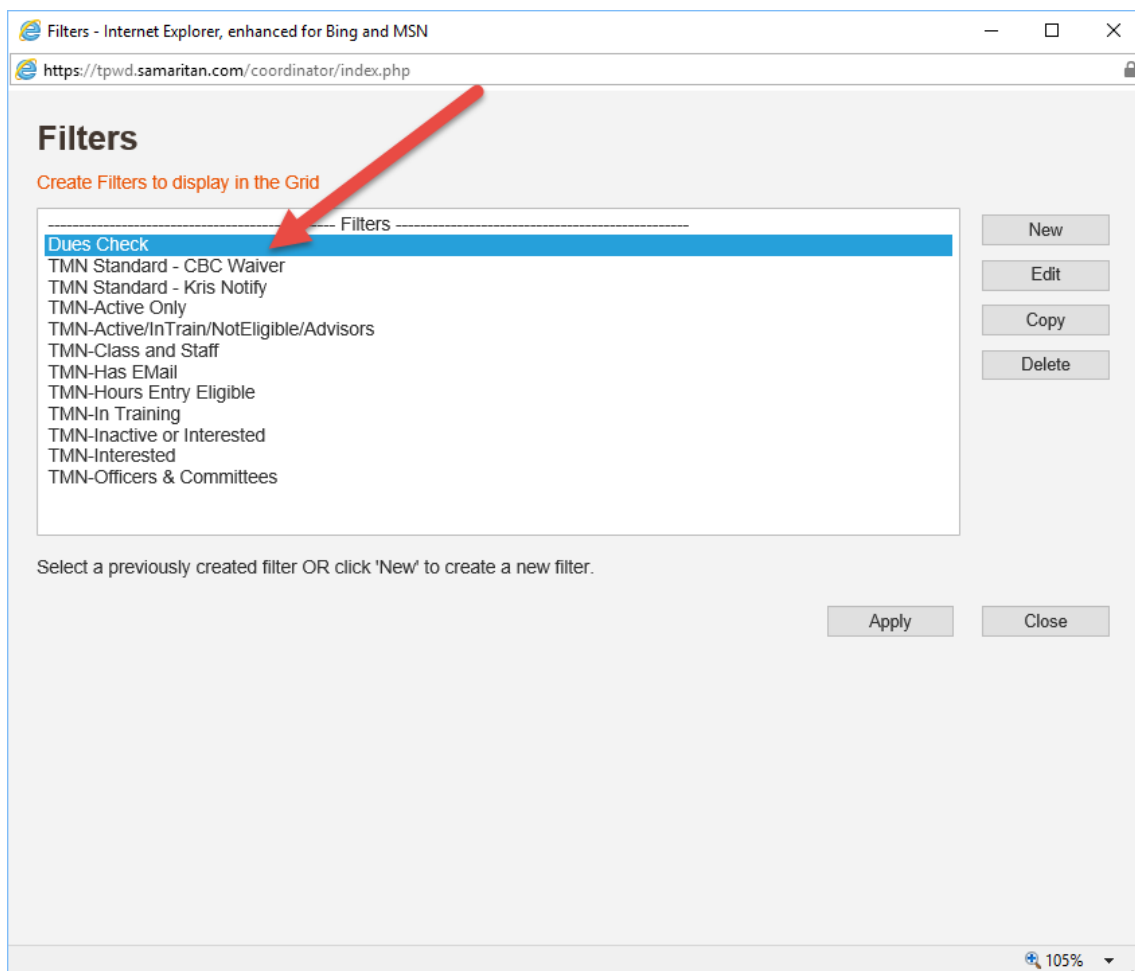 Filters - Internet Explorer, enhanced for Bing and MSN
https://tpwd.samaritan.com/coordinator/index.php
Filters
Create Filters to display in the Grid
------------------------------------------------ Filters ------------------------------------------------
Dues Check
TMN Standard - CBC Waiver
TMN Standard - Kris Notify
TMN-Active Only
TMN-Active/InTrain/NotEligible/Advisors
TMN-Class and Staff
TMN-Has EMail
TMN-Hours Entry Eligible
TMN-In Training
TMN-Inactive or Interested
TMN-Interested
TMN-Officers & Committees
New
Edit
Copy
Delete
Select a previously created filter OR click 'New' to create a new filter.
Apply Close
105%